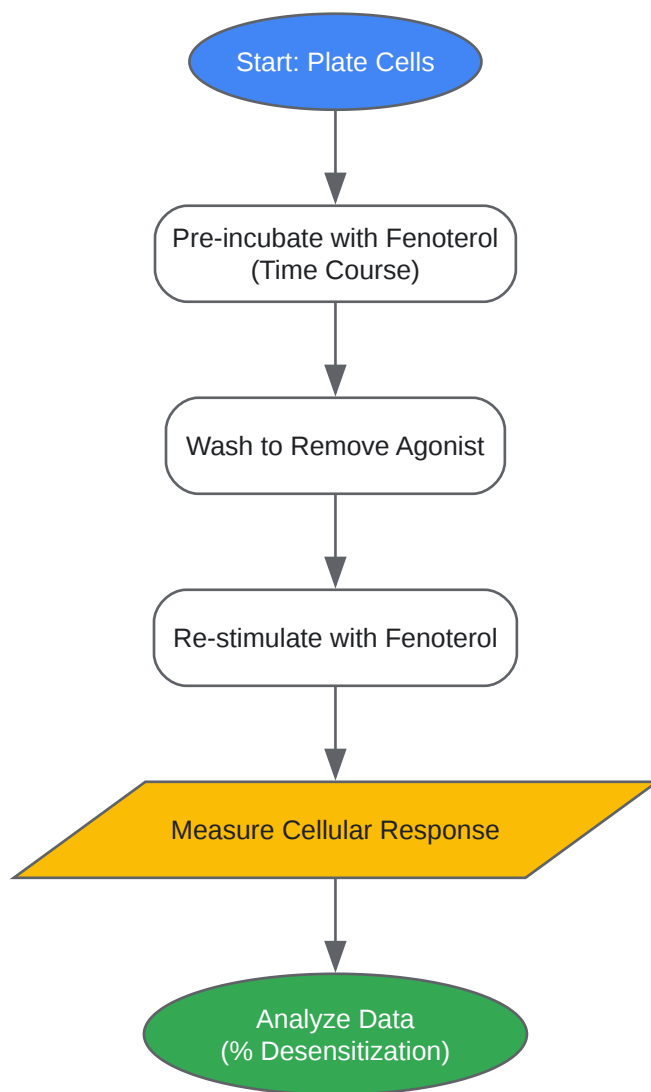 Start: Plate Cells
Pre-incubate with Fenoterol
(Time Course)
Wash to Remove Agonist
Re-stimulate with Fenoterol
Measure Cellular Response
Analyze Data
(% Desensitization)